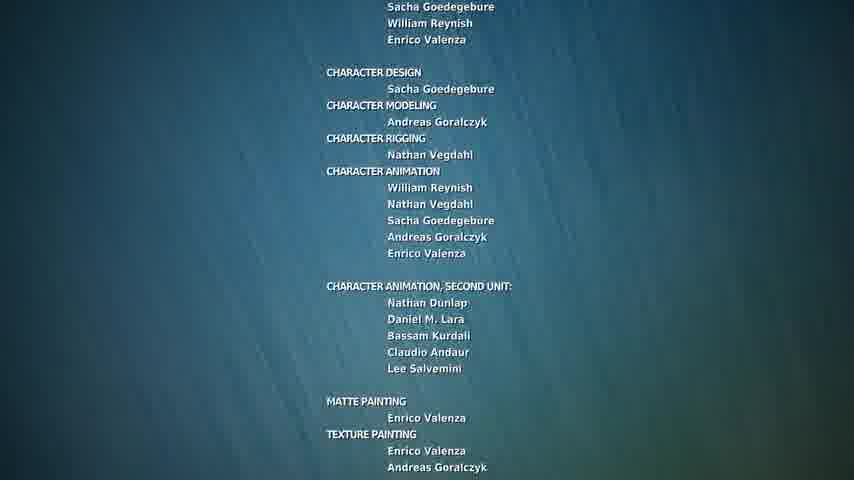 Sacha Goedegebure
William Reynish
Enrico Valenza
CHARACTER DESIGN
Sacha Goedegebure
CHARACTER MODELING
Andreas Goralczyk
CHARACTER RIGGING
Nathan Vegdahl
CHARACTER ANIMATION
William Reynish
Nathan Vegdahl
Sacha Goedegebure
Andreas Goralczyk
Enrico Valenza
CHARACTER ANIMATION, SECOND UNIT:
Nathan Dunlap
Daniel M. Lara
Bassam Kurdali
Claudio Andaur
Lee Salvemini
MATTE PAINTING
Enrico Valenza
TEXTURE PAINTING
Enrico Valenza
Andreas Goralczyk